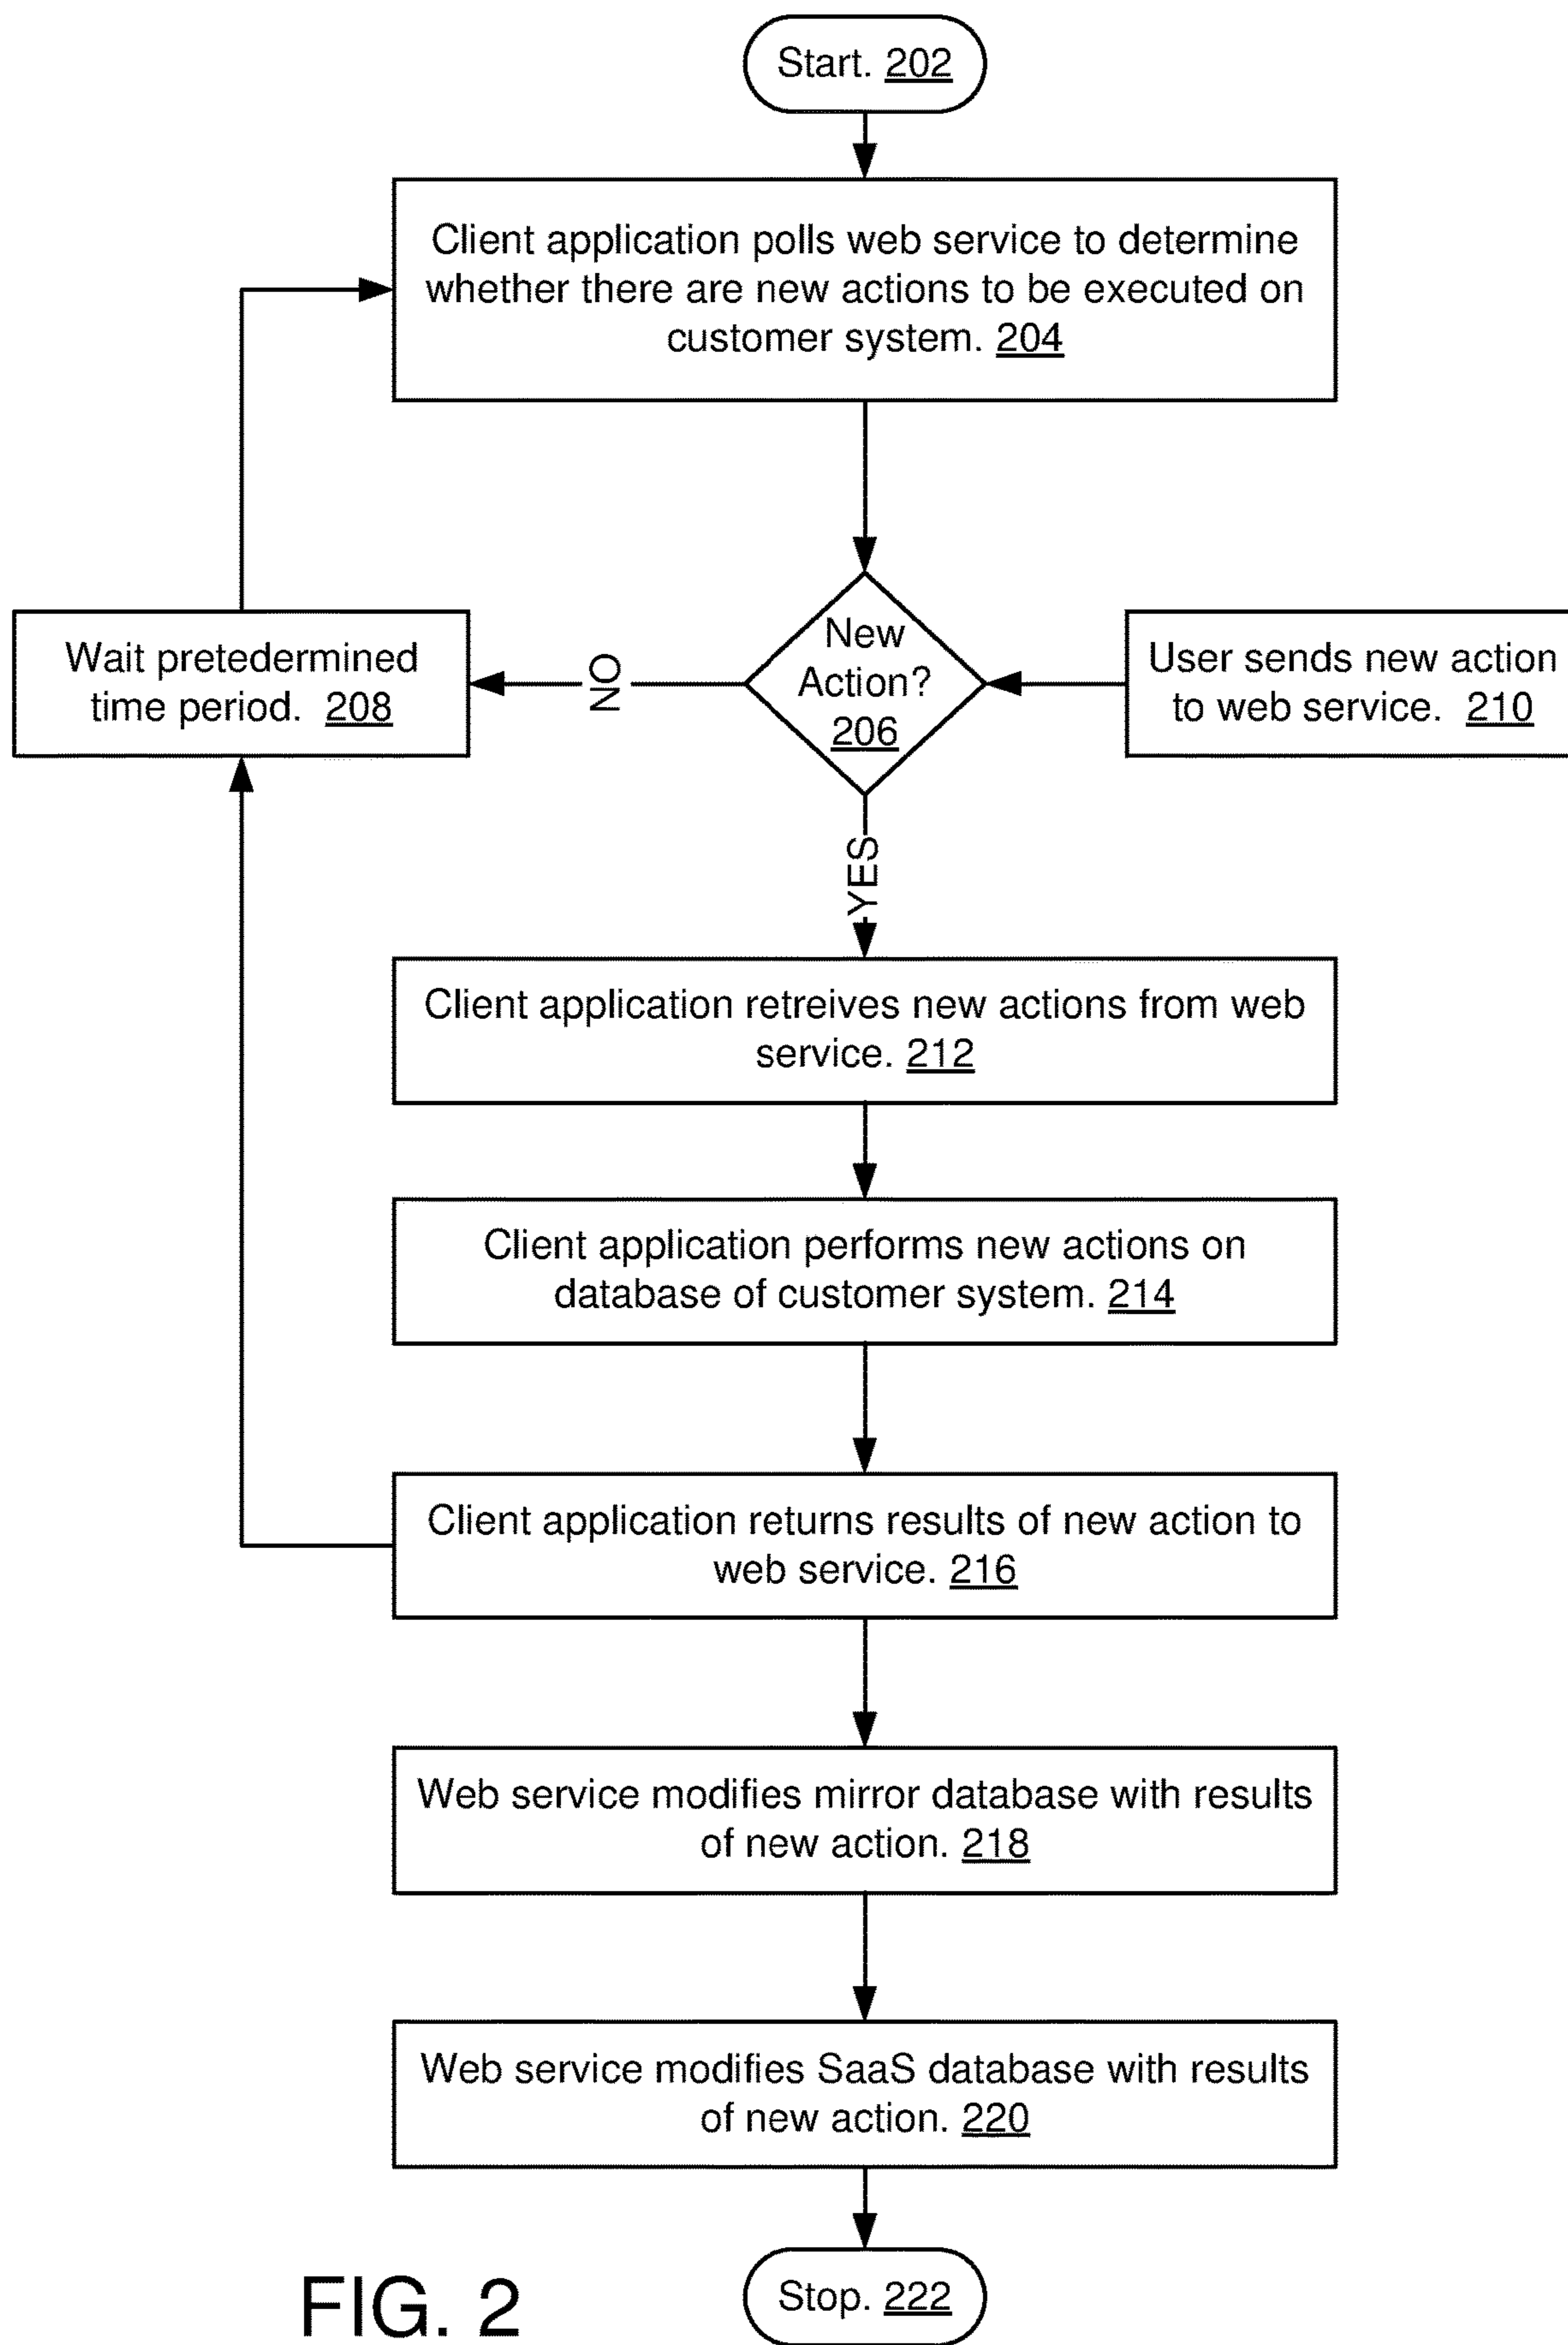 Start. 202
Client application polls web service to determine
whether there are new actions to be executed on
customer system. 204
New
Action?
206
NO
Wait pretedermined
time period. 208
User sends new action
to web service. 210
YES
Client application retreives new actions from web
service. 212
Client application performs new actions on
database of customer system. 214
Client application returns results of new action to
web service. 216
Web service modifies mirror database with results
of new action. 218
Web service modifies SaaS database with results
of new action. 220
Stop. 222
FIG. 2